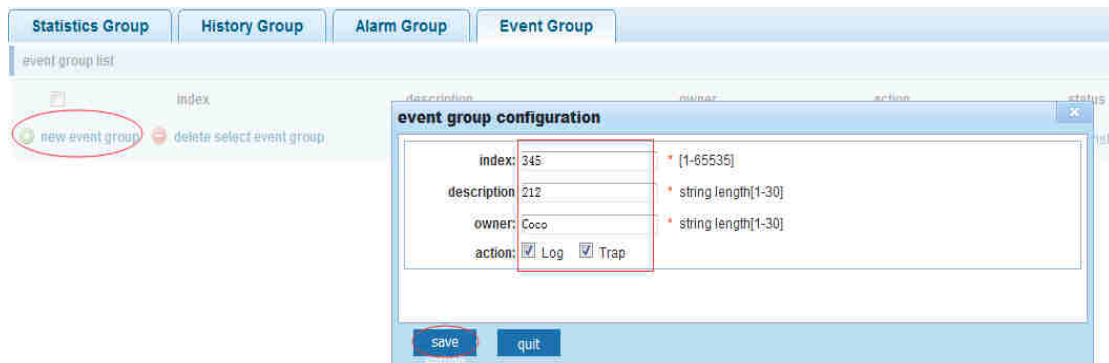 Statistics Group History Group Alarm Group Event Group
event group list
index description owner action status
new event group delete select event group
event group configuration
index: 345 * [1-65535]
description 212 * string length[1-30]
owner: Coco * string length[1-30]
action: Log Trap
save quit